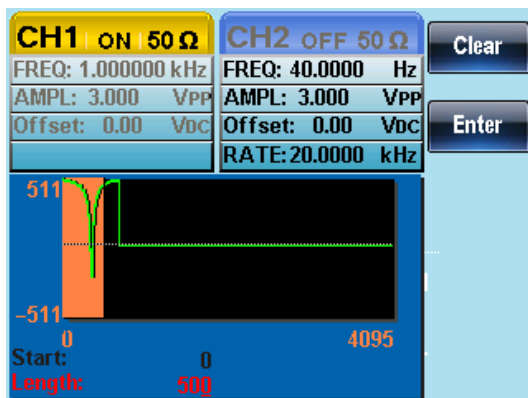 CH1 ON 50 Ω
CH2 OFF 50 Ω
Clear
FREQ: 1.000000 kHz
FREQ: 40.0000 Hz
AMPL: 3.000 VPP
AMPL: 3.000 VPP
Offset: 0.00 VDC
Offset: 0.00 VDC
Enter
RATE: 20.0000 kHz
511
-511
0
4095
Start: 0
Length: 500